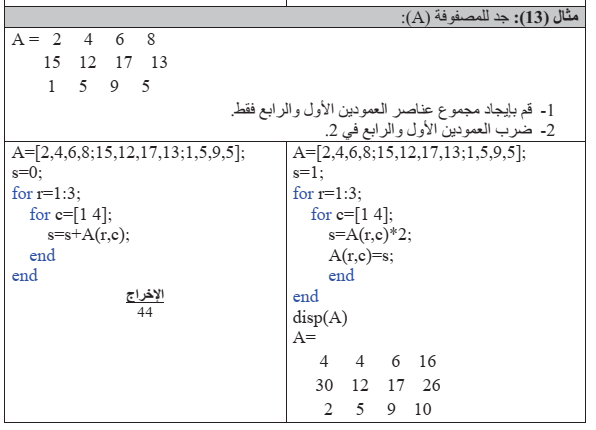 مثال (13): جد للمصفوفة (A):
A = 2 4 6 8
15 12 17 13
1 5 9 5
1- قم بإيجاد مجموع عناصر العمودين الأول والرابع فقط.
2- ضرب العمودين الأول والرابع في 2.
A=[2,4,6,8;15,12,17,13;1,5,9,5];
s=0;
for r=1:3;
for c=[1 4];
s=s+A(r,c);
end
end
الإخراج
44
A=[2,4,6,8;15,12,17,13;1,5,9,5];
s=1;
for r=1:3;
for c=[1 4];
s=A(r,c)*2;
A(r,c)=s;
end
end
disp(A)
A=
4 4 6 16
30 12 17 26
2 5 9 10